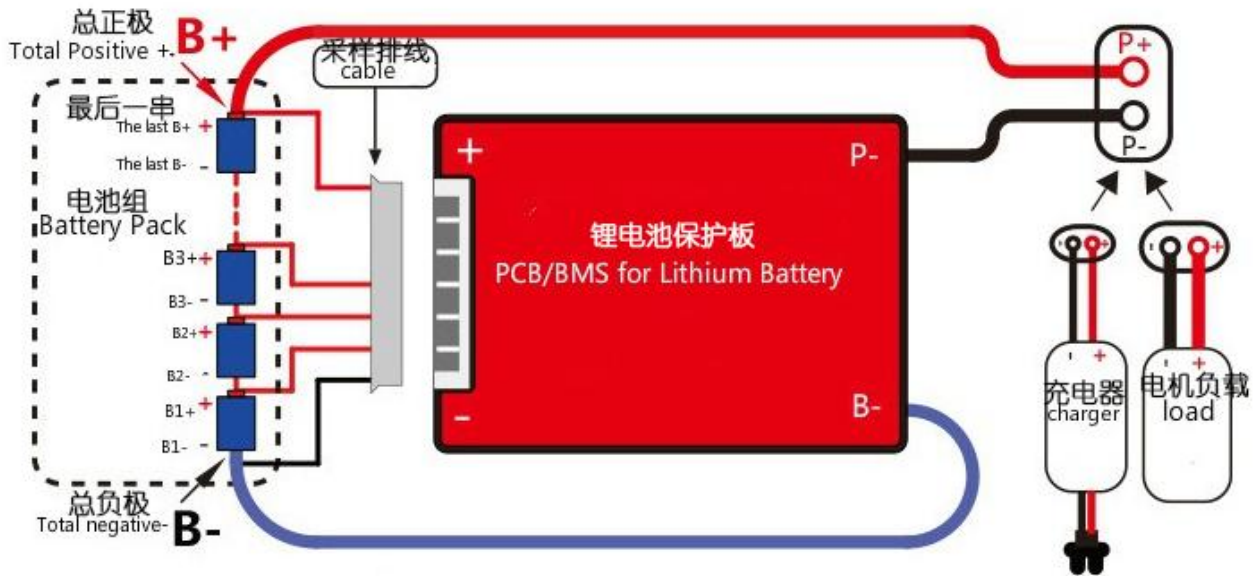 总正极
Total Positive +-
B+
采样排线
cable
P+
P-
最后一串
The last B+ +
The last B- -
电池组
Battery Pack
B3+ +
B3- -
B2+ +
B2- -
B1+ +
B1- -
总负极
Total negative-
B-
+
P-
锂电池保护板
PCB/BMS for Lithium Battery
B-
-
- +
- +
- +
- +
充电器
charger
电机负载
load